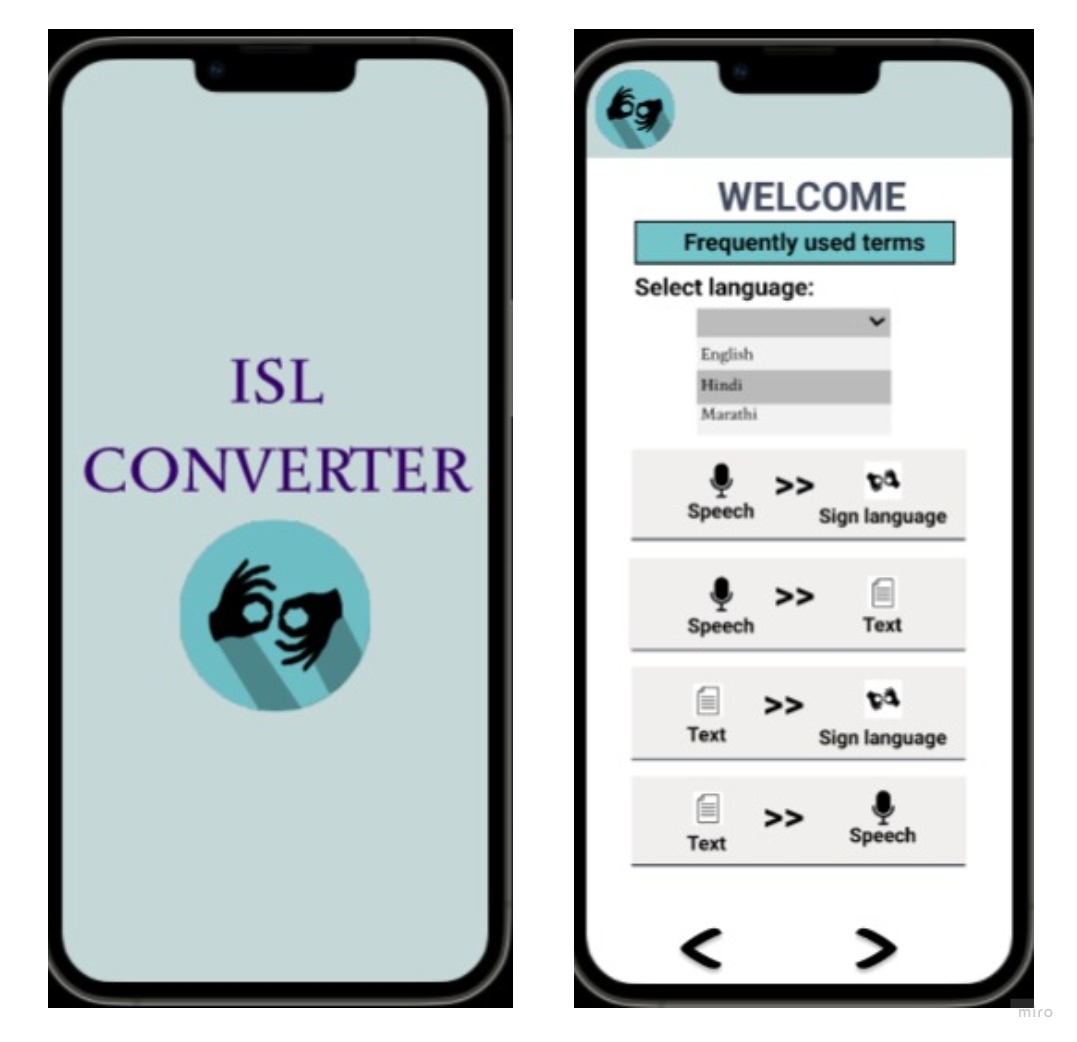 ISL
CONVERTER
WELCOME
Frequently used terms
Select language:
English
Hindi
Marathi
>>
Speech
Sign language
>>
Speech
Text
>>
Text
Sign language
>>
Text
Speech
< >
miro